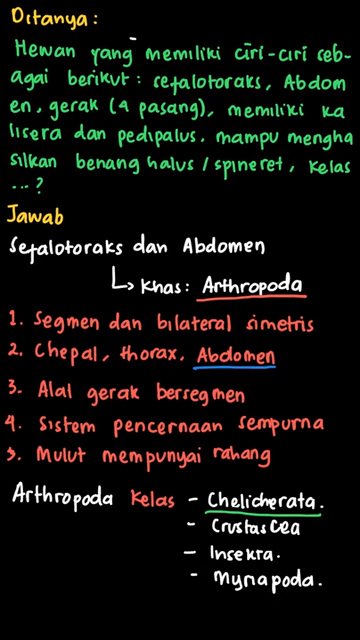 Ditanya:
Hewan yang memiliki ciri-ciri seb-
agai berikut: sefalotoraks, Abdom
en, gerak (4 pasang), memiliki ka
lisera dan pedipalus, mampu mengha
silkan benang halus/spineret, kelas
...?
Jawab
Sefalotoraks dan Abdomen
↳ Khas: Arthropoda
1. Segmen dan bilateral simetris
2. Chepal, thorax, Abdomen
3. Alal gerak bersegmen
4. Sistem pencernaan sempurna
5. Mulut mempunyai rahang
Arthropoda Kelas - Chelicherata.
- Crustascea
- Insekta.
- Myriapoda.